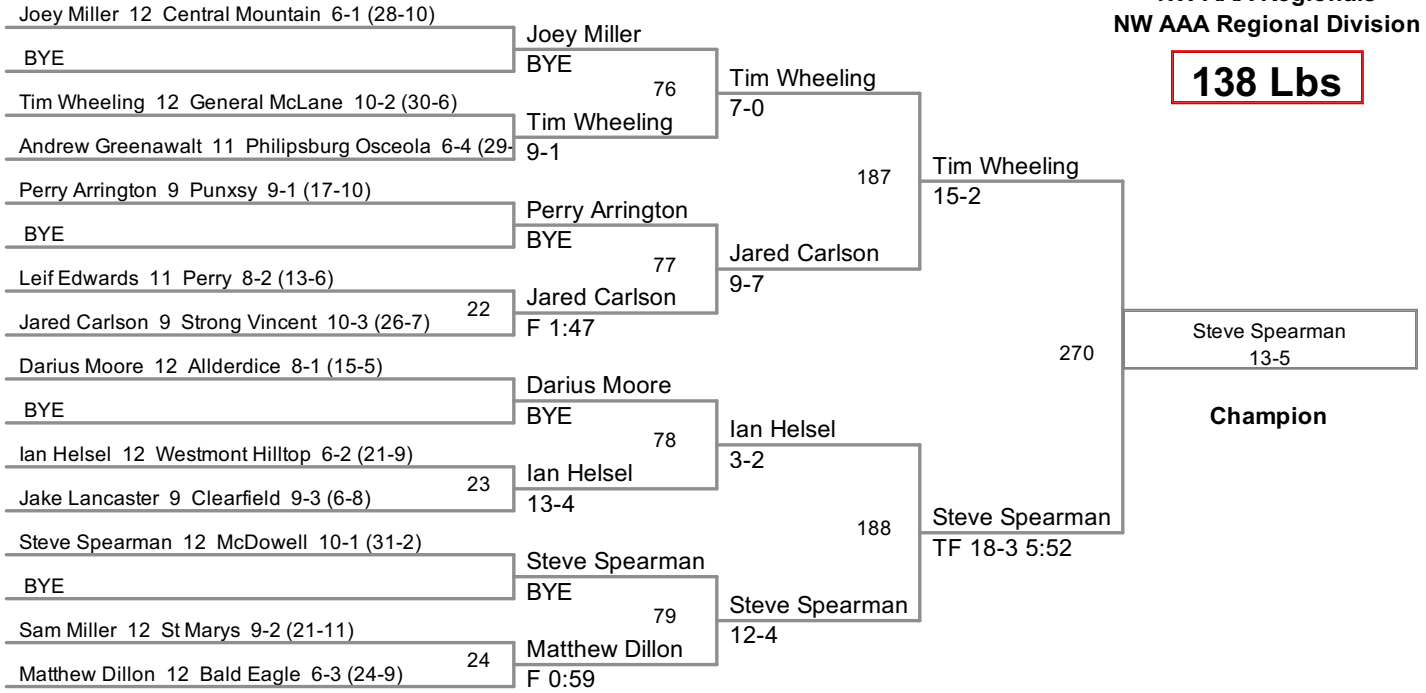 NW AAA Regional Division
138 Lbs
Joey Miller 12 Central Mountain 6-1 (28-10)
BYE
Tim Wheeling 12 General McLane 10-2 (30-6)
Andrew Greenawalt 11 Philipsburg Osceola 6-4 (29-
Perry Arrington 9 Punxsy 9-1 (17-10)
BYE
Leif Edwards 11 Perry 8-2 (13-6)
22
Jared Carlson 9 Strong Vincent 10-3 (26-7)
Darius Moore 12 Allderdice 8-1 (15-5)
BYE
Ian Helsel 12 Westmont Hilltop 6-2 (21-9)
23
Jake Lancaster 9 Clearfield 9-3 (6-8)
Steve Spearman 12 McDowell 10-1 (31-2)
BYE
Sam Miller 12 St Marys 9-2 (21-11)
24
Matthew Dillon 12 Bald Eagle 6-3 (24-9)
Joey Miller
BYE
76
Tim Wheeling
9-1
Perry Arrington
BYE
77
Jared Carlson
F 1:47
Darius Moore
BYE
78
Ian Helsel
13-4
Steve Spearman
BYE
79
Matthew Dillon
F 0:59
Tim Wheeling
7-0
187
Jared Carlson
9-7
Ian Helsel
3-2
188
Steve Spearman
12-4
Tim Wheeling
15-2
270
Steve Spearman
TF 18-3 5:52
Steve Spearman
13-5
Champion